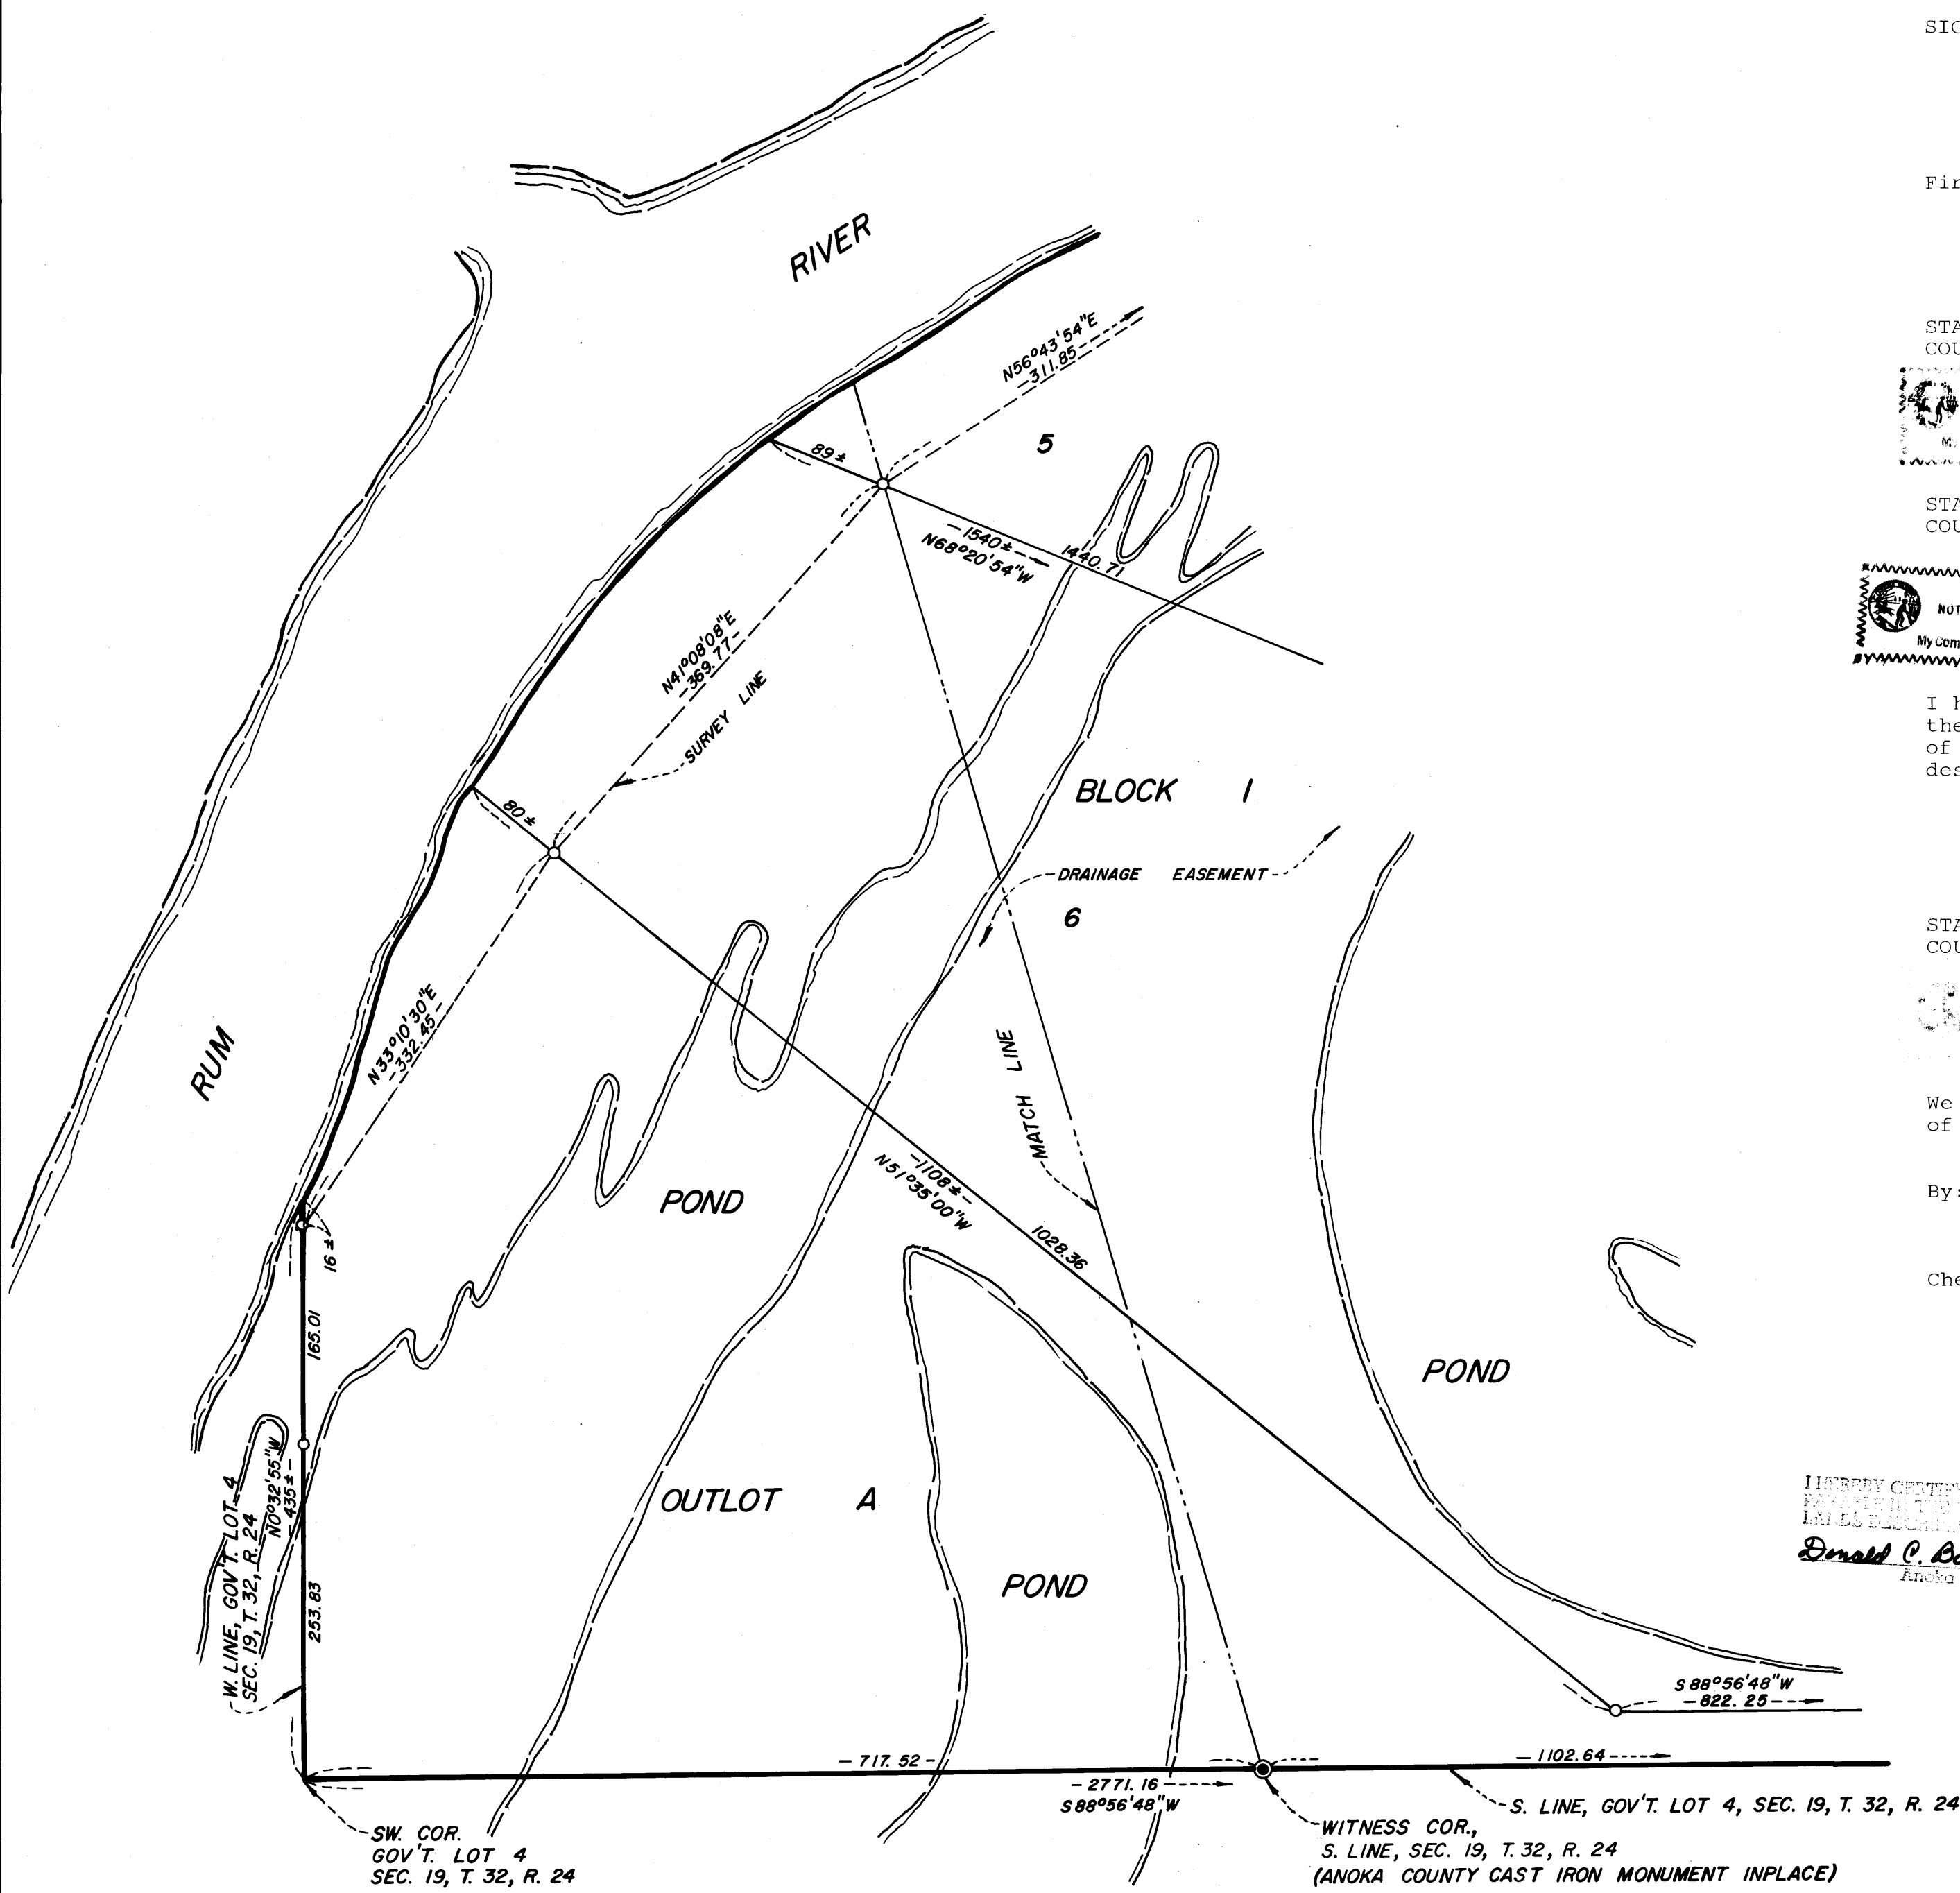 SIG
Fir
RIVER
N56°43'54"E
-311.85-
STA
COU
M
5
89±
-1540±-
N68°20'54"W
1440.71
STA
COU
NOT
My Com
N41°08'08"E
-369.77-
SURVEY LINE
I h
the
of
des
BLOCK 1
80±
DRAINAGE EASEMENT
6
STA
COU
RUM
N33°10'30"E
-332.45-
MATCH LINE
We
of
-1108±-
N51°35'00"W
By:
POND
16±
1028.36
Che
165.01
POND
W. LINE, GOV'T. LOT 4
SEC. 19, T. 32, R. 24
N0°32'55"W
-435±-
OUTLOT A
I HEREBY CERTIFY
Donald C. Ba
Anoka
253.83
POND
S88°56'48"W
-822.25-
-717.52-
-1102.64-
-2771.16-
S88°56'48"W
S. LINE, GOV'T. LOT 4, SEC. 19, T. 32, R. 24
SW. COR.
GOV'T. LOT 4
SEC. 19, T. 32, R. 24
WITNESS COR.,
S. LINE, SEC. 19, T. 32, R. 24
(ANOKA COUNTY CAST IRON MONUMENT INPLACE)